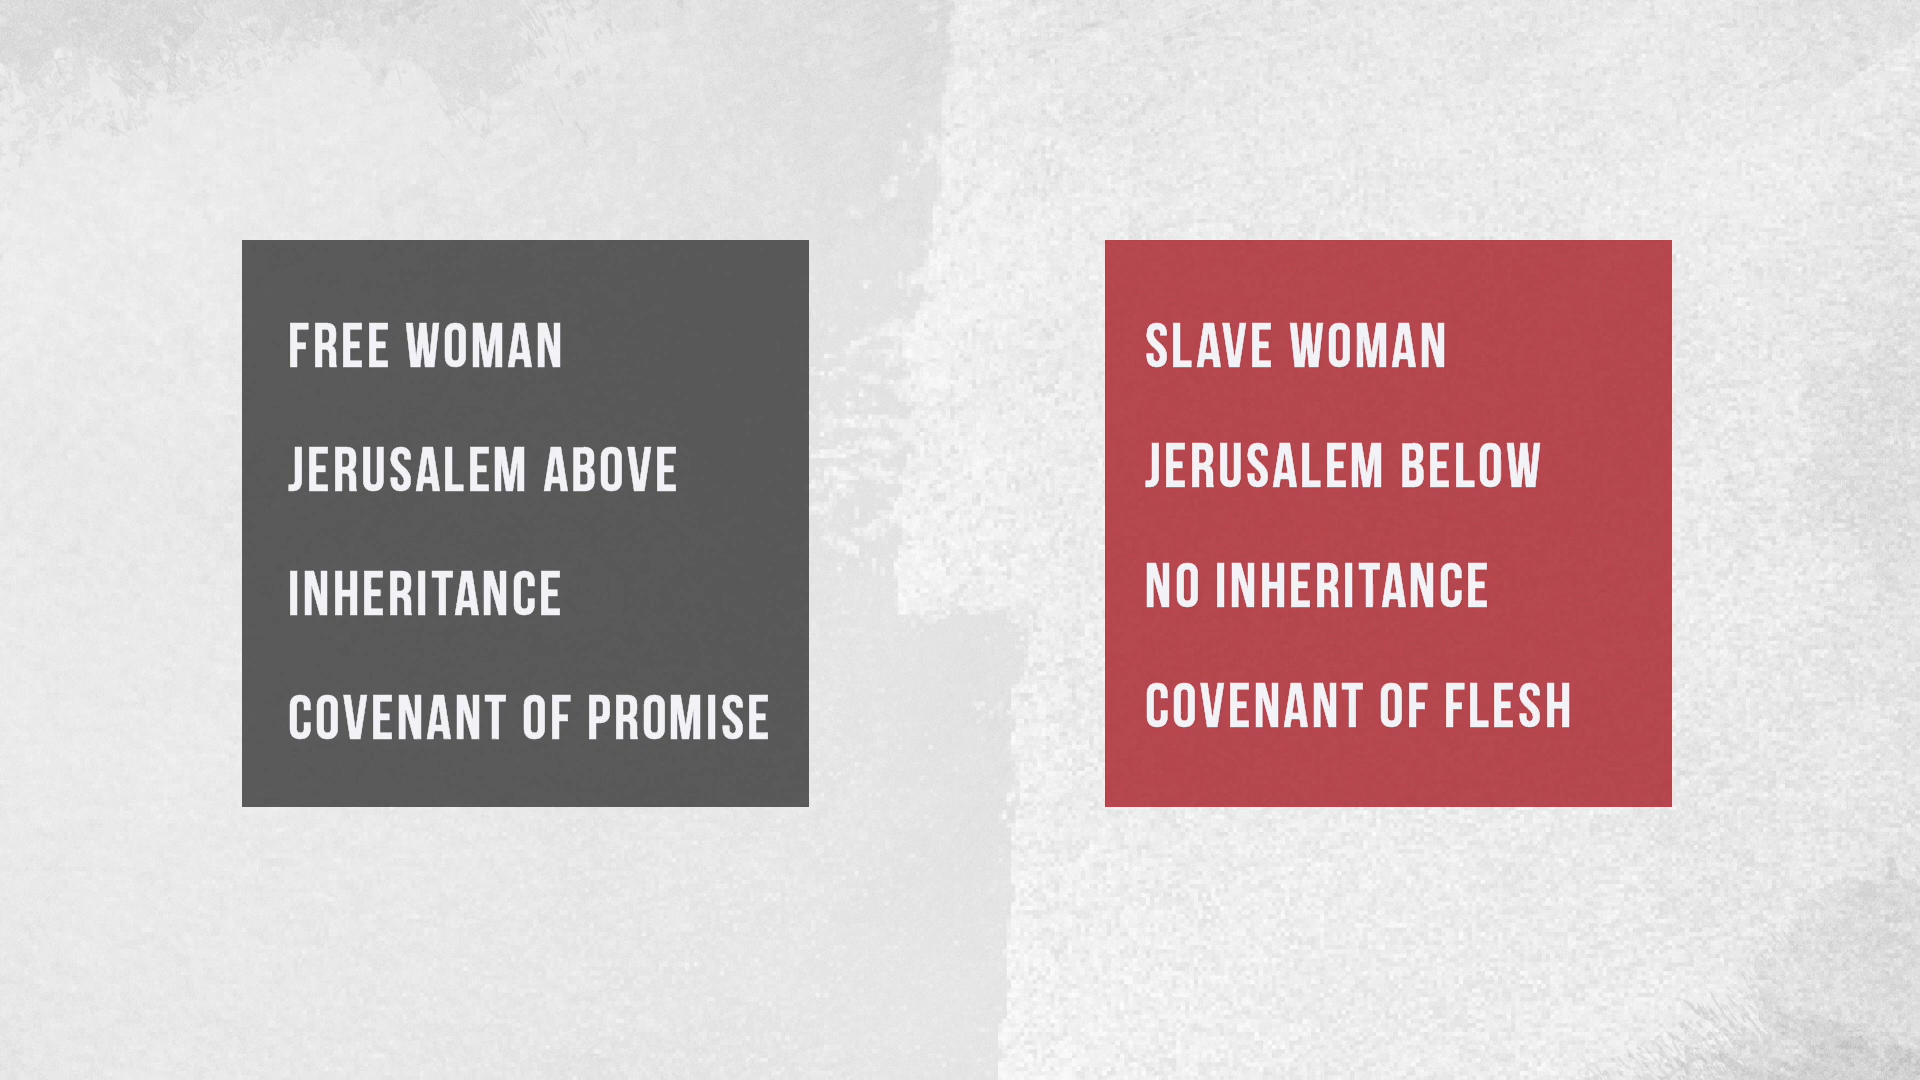 FREE WOMAN
JERUSALEM ABOVE
INHERITANCE
COVENANT OF PROMISE
SLAVE WOMAN
JERUSALEM BELOW
NO INHERITANCE
COVENANT OF FLESH